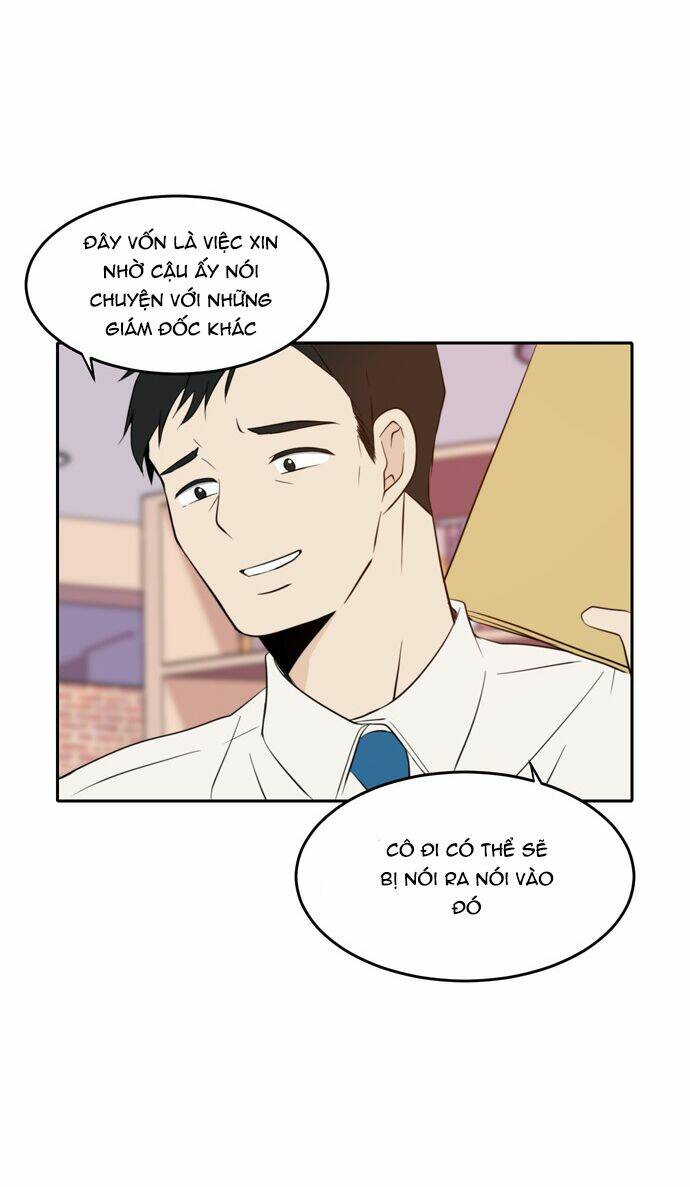 ĐÂY VỐN LÀ VIỆC XIN
NHỜ CẬU ẤY NÓI
CHUYỆN VỚI NHỮNG
GIÁM ĐỐC KHÁC
CÔ ĐI CÓ THỂ SẼ
BỊ NÓI RA NÓI VÀO
ĐÓ